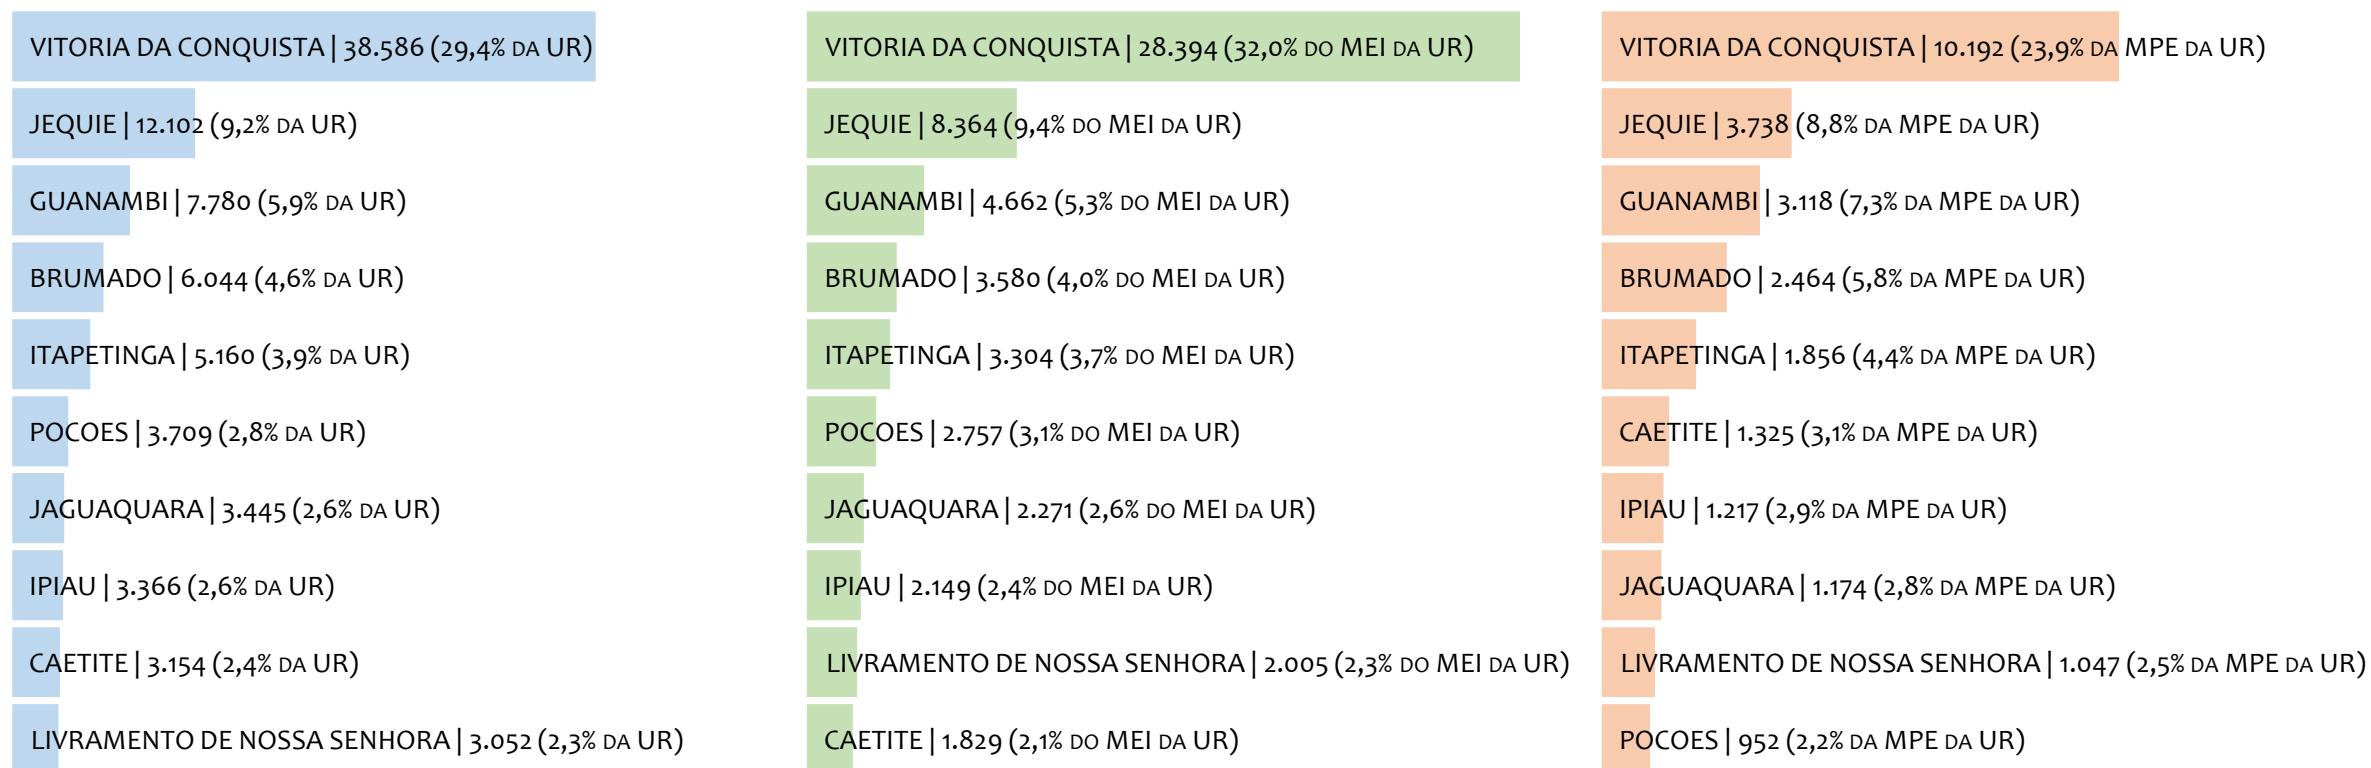 VITORIA DA CONQUISTA | 38.586 (29,4% DA UR)
JEQUIE | 12.102 (9,2% DA UR)
GUANAMBI | 7.780 (5,9% DA UR)
BRUMADO | 6.044 (4,6% DA UR)
ITAPETINGA | 5.160 (3,9% DA UR)
POCOES | 3.709 (2,8% DA UR)
JAGUAQUARA | 3.445 (2,6% DA UR)
IPIAU | 3.366 (2,6% DA UR)
CAETITE | 3.154 (2,4% DA UR)
LIVRAMENTO DE NOSSA SENHORA | 3.052 (2,3% DA UR)
VITORIA DA CONQUISTA | 28.394 (32,0% DO MEI DA UR)
JEQUIE | 8.364 (9,4% DO MEI DA UR)
GUANAMBI | 4.662 (5,3% DO MEI DA UR)
BRUMADO | 3.580 (4,0% DO MEI DA UR)
ITAPETINGA | 3.304 (3,7% DO MEI DA UR)
POCOES | 2.757 (3,1% DO MEI DA UR)
JAGUAQUARA | 2.271 (2,6% DO MEI DA UR)
IPIAU | 2.149 (2,4% DO MEI DA UR)
LIVRAMENTO DE NOSSA SENHORA | 2.005 (2,3% DO MEI DA UR)
CAETITE | 1.829 (2,1% DO MEI DA UR)
VITORIA DA CONQUISTA | 10.192 (23,9% DA MPE DA UR)
JEQUIE | 3.738 (8,8% DA MPE DA UR)
GUANAMBI | 3.118 (7,3% DA MPE DA UR)
BRUMADO | 2.464 (5,8% DA MPE DA UR)
ITAPETINGA | 1.856 (4,4% DA MPE DA UR)
CAETITE | 1.325 (3,1% DA MPE DA UR)
IPIAU | 1.217 (2,9% DA MPE DA UR)
JAGUAQUARA | 1.174 (2,8% DA MPE DA UR)
LIVRAMENTO DE NOSSA SENHORA | 1.047 (2,5% DA MPE DA UR)
POCOES | 952 (2,2% DA MPE DA UR)